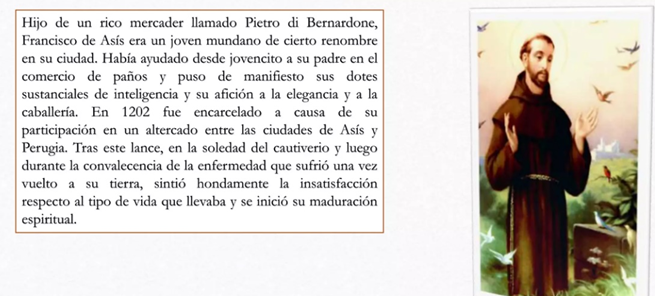 Hijo de un rico mercader llamado Pietro di Bernardone,
Francisco de Asís era un joven mundano de cierto renombre
en su ciudad. Había ayudado desde jovencito a su padre en el
comercio de paños y puso de manifiesto sus dotes
sustanciales de inteligencia y su afición a la elegancia y a la
caballería. En 1202 fue encarcelado a causa de su
participación en un altercado entre las ciudades de Asís y
Perugia. Tras este lance, en la soledad del cautiverio y luego
durante la convalecencia de la enfermedad que sufrió una vez
vuelto a su tierra, sintió hondamente la insatisfacción
respecto al tipo de vida que llevaba y se inició su maduración
espiritual.